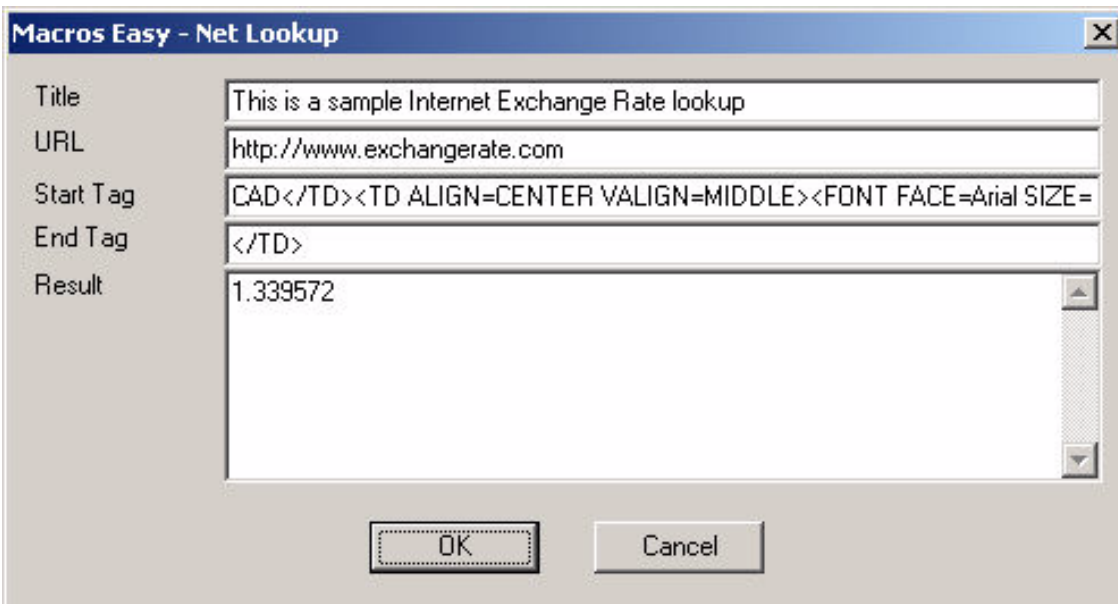 Macros Easy - Net Lookup
Title This is a sample Internet Exchange Rate lookup
URL http://www.exchangerate.com
Start Tag CAD</TD><TD ALIGN=CENTER VALIGN=MIDDLE><FONT FACE=Arial SIZE=
End Tag </TD>
Result 1.339572
OK Cancel